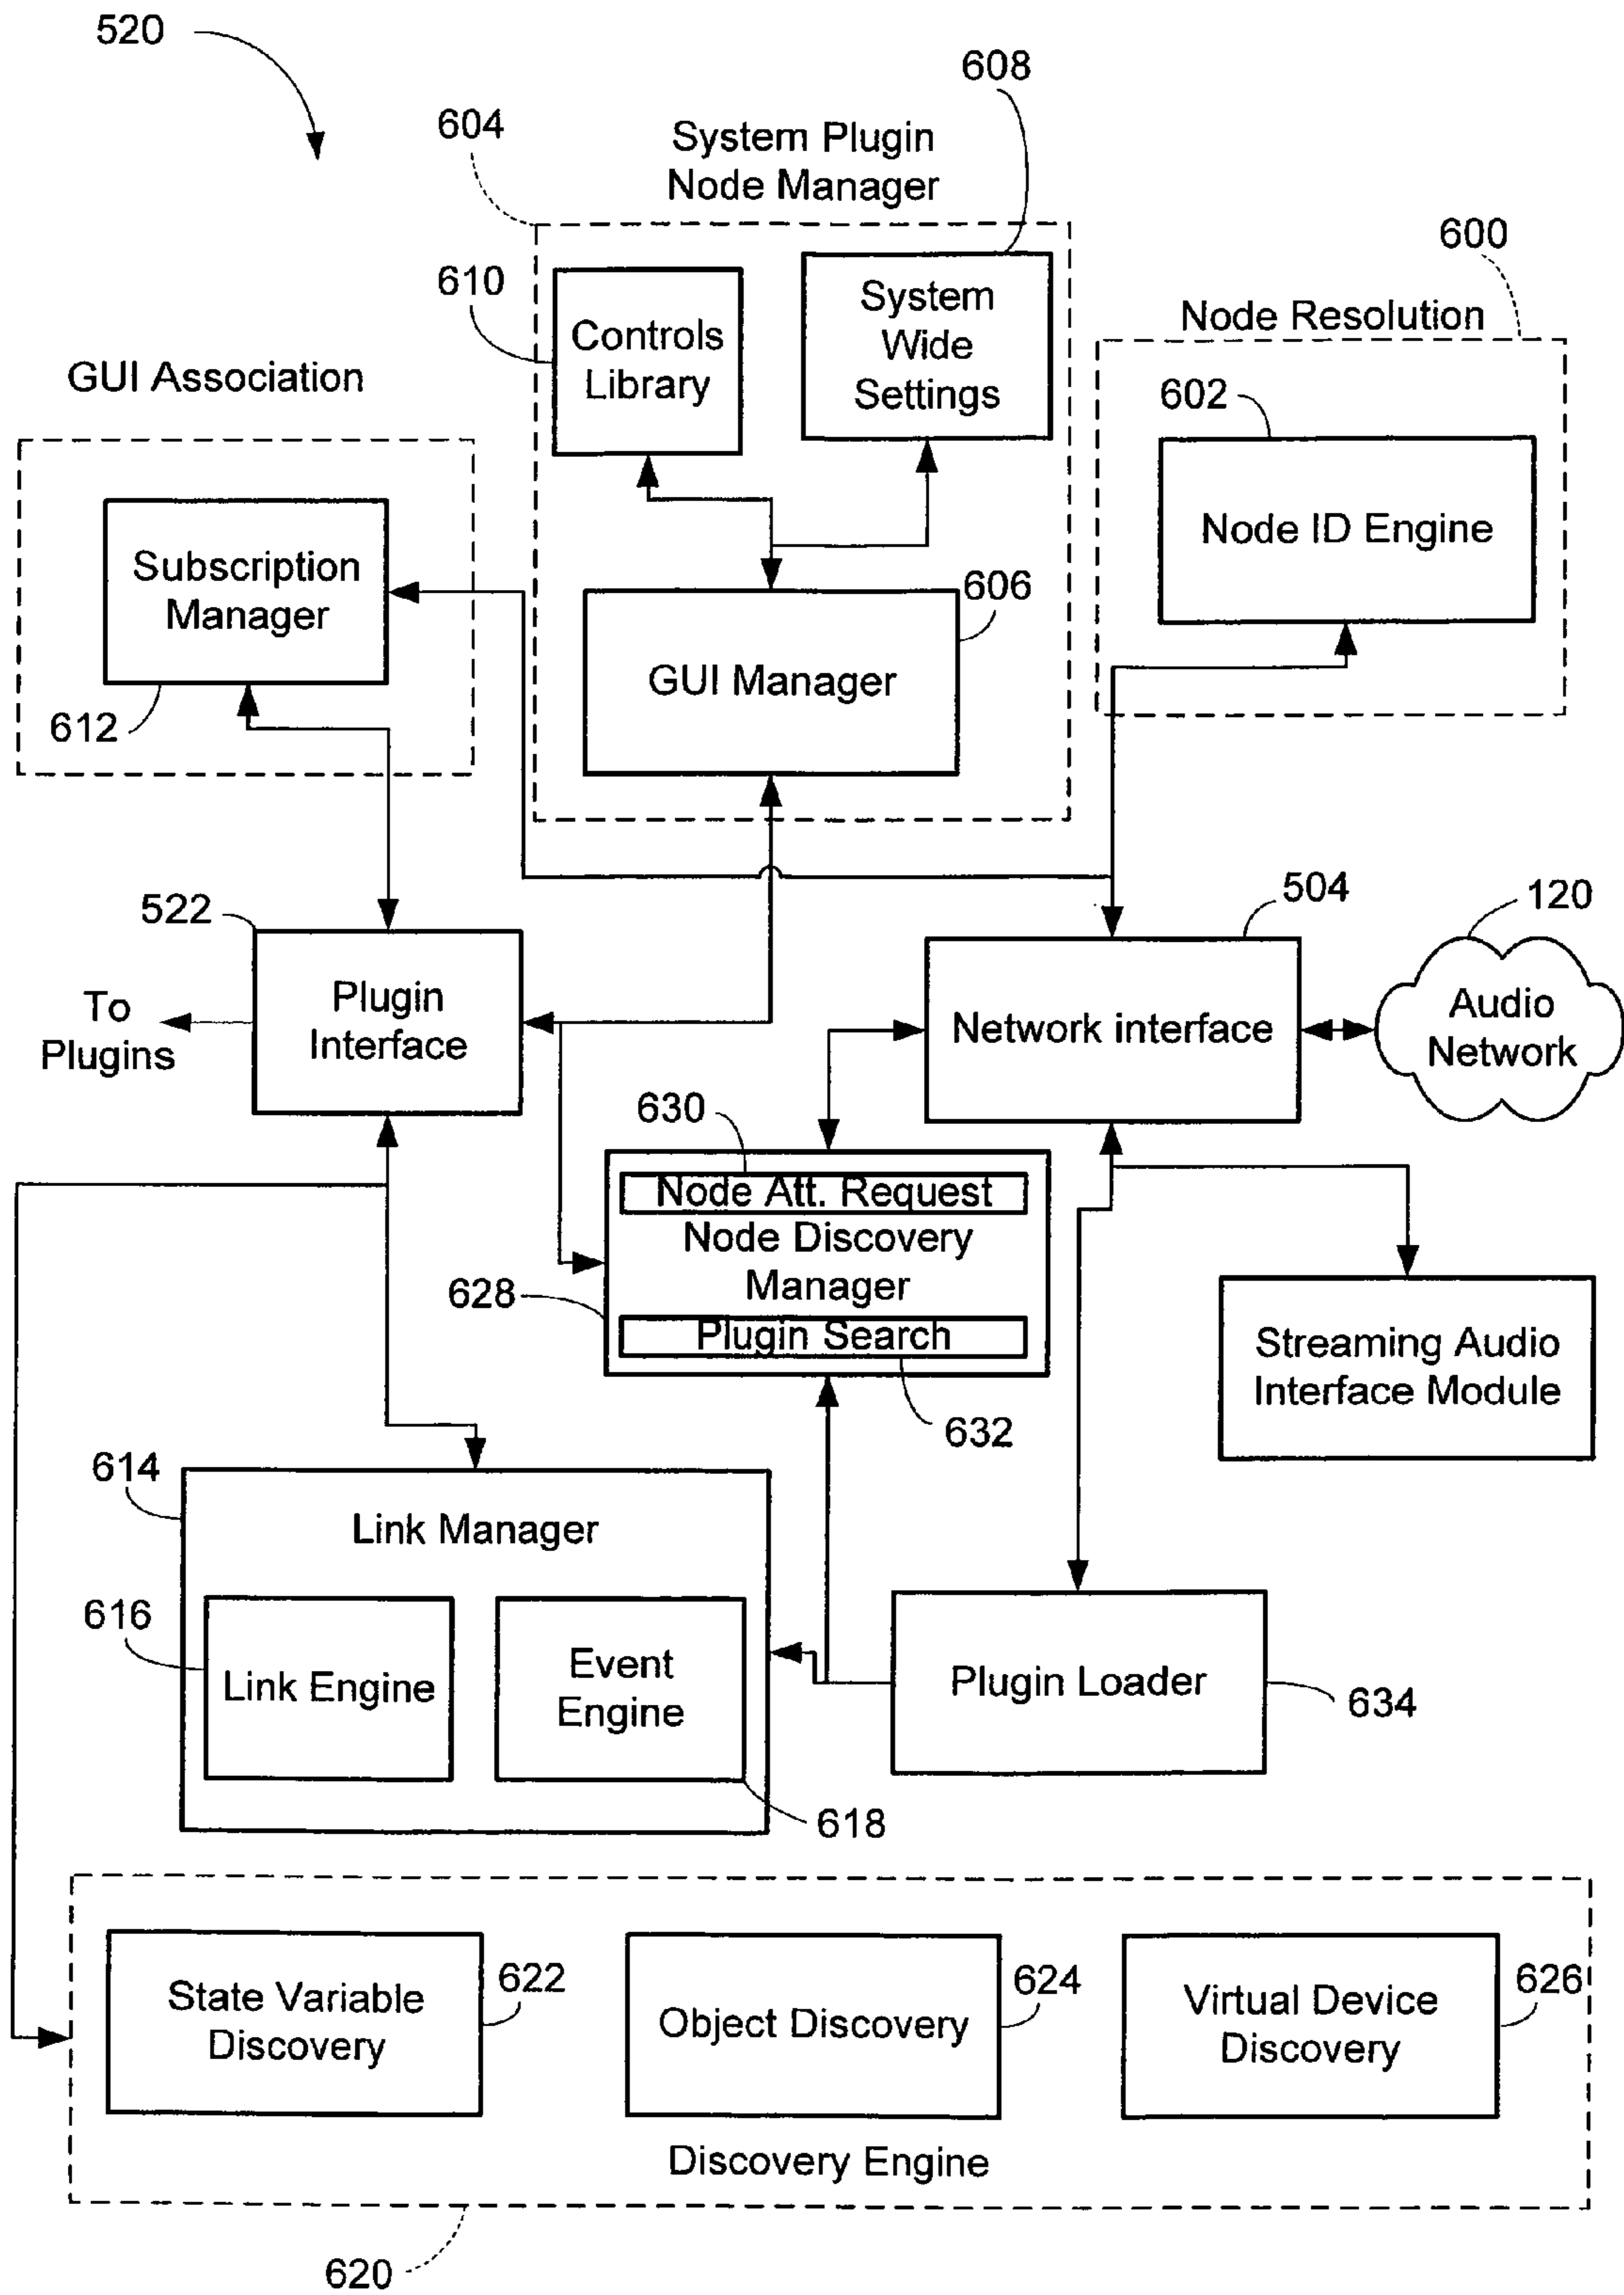 520
608
604
System Plugin
Node Manager
600
610
Controls
Library
System
Wide
Settings
Node Resolution
GUI Association
602
Node ID Engine
Subscription
Manager
606
GUI Manager
612
522
504
120
To
Plugins
Plugin
Interface
Network interface
Audio
Network
630
Node Att. Request
Node Discovery
Manager
628
Plugin Search
Streaming Audio
Interface Module
632
614
Link Manager
616
Link Engine
Event
Engine
Plugin Loader
634
618
State Variable
Discovery
622
Object Discovery
624
Virtual Device
Discovery
626
Discovery Engine
620